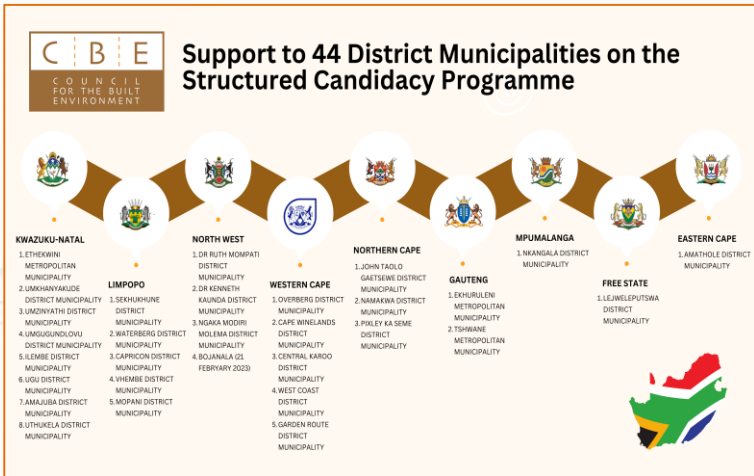 C B E
COUNCIL
FOR THE BUILT
ENVIRONMENT
Support to 44 District Municipalities on the
Structured Candidacy Programme
KWAZUKU-NATAL
1.ETHEKWINI
METROPOLITAN
MUNICIPALITY
2.UMKHANYAKUDE
DISTRICT MUNICIPALITY
3.UMZINYATHI DISTRICT
MUNICIPALITY
4.UMGUGUNDLOVU
DISTRICT MUNICIPALITY
5.ILEMBE DISTRICT
MUNICIPALITY
6.UGU DISTRICT
MUNICIPALITY
7.AMAJUBA DISTRICT
MUNICIPALITY
8.UTHUKELA DISTRICT
MUNICIPALITY
LIMPOPO
1.SEKHUKHUNE
DISTRICT
MUNICIPALITY
2.WATERBERG DISTRICT
MUNICIPALITY
3.CAPRICON DISTRICT
MUNICIPALITY
4.VHEMBE DISTRICT
MUNICIPALITY
5.MOPANI DISTRICT
MUNICIPALITY
NORTH WEST
1.DR RUTH MOMPATI
DISTRICT
MUNICIPALITY
2.DR KENNETH
KAUNDA DISTRICT
MUNICIPALITY
3.NGAKA MODIRI
MOLEMA DISTRICT
MUNICIPALITY
4.BOJANALA (21
FEBRYARY 2023)
WESTERN CAPE
1.OVERBERG DISTRICT
MUNICIPALITY
2.CAPE WINELANDS
DISTRICT
MUNICIPALITY
3.CENTRAL KAROO
DISTRICT
MUNICIPALITY
4.WEST COAST
DISTRICT
MUNICIPALITY
5.GARDEN ROUTE
DISTRICT
MUNICIPALITY
NORTHERN CAPE
1.JOHN TAOLO
GAETSEWE DISTRICT
MUNICIPALITY
2.NAMAKWA DISTRICT
MUNICIPALITY
3.PIXLEY KA SEME
DISTRICT
MUNICIPALITY
GAUTENG
1.EKHURULENI
METROPOLITAN
MUNICIPALITY
2.TSHWANE
METROPOLITAN
MUNICIPALITY
MPUMALANGA
1.NKANGALA DISTRICT
MUNICIPALITY
FREE STATE
1.LEJWELEPUTSWA
DISTRICT
MUNICIPALITY
EASTERN CAPE
1.AMATHOLE DISTRICT
MUNICIPALITY